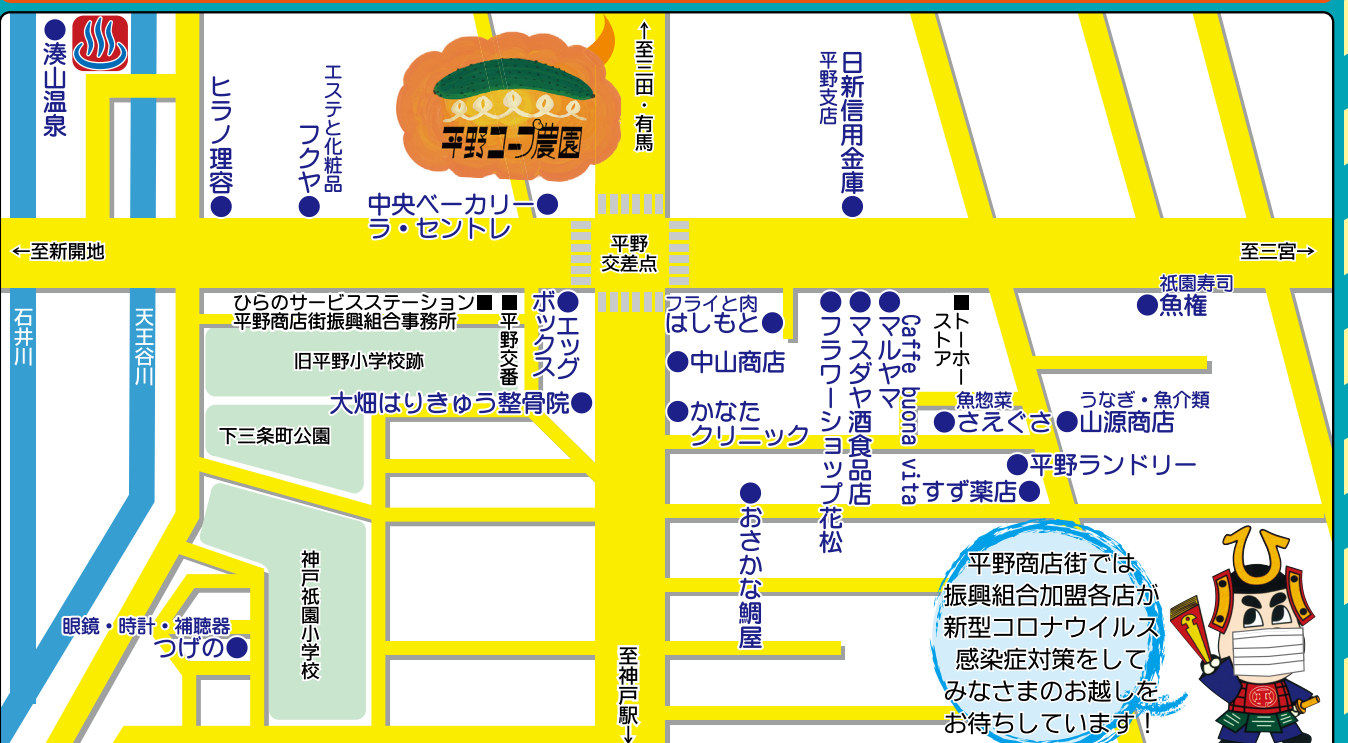 湊山温泉
ヒラノ理容
エステと化粧品
フクヤ
平野コープ農園
中央ベーカリー
ラ・セントレ
↑至三田・有馬
日新信用金庫
平野支店
←至新開地
平野
交差点
至三宮→
石井川
天王谷川
ひらのサービスステーション
平野商店街振興組合事務所
旧平野小学校跡
平野交番
エッグ
ボックス
大畑はりきゅう整骨院
下三条町公園
神戸祇園小学校
眼鏡・時計・補聴器
つげの
至神戸駅→
フライと肉
はしもと
中山商店
かなた
クリニック
おさかな鯛屋
フラワーショップ花松
マスダヤ酒食品店
マルヤマ
Caffe buona vita
トーホー
ストア
祇園寿司
魚権
魚惣菜
さえぐさ
うなぎ・魚介類
山源商店
平野ランドリー
すず薬店
平野商店街では
振興組合加盟各店が
新型コロナウイルス
感染症対策をして
みなさまのお越しを
お待ちしています!